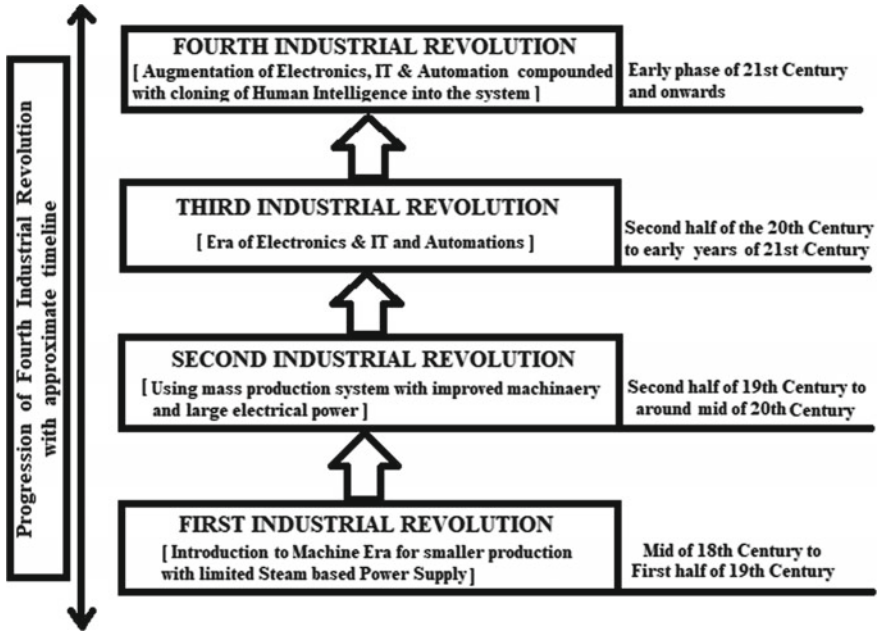 Progression of Fourth Industrial Revolution
with approximate timeline
FOURTH INDUSTRIAL REVOLUTION
[ Augmentation of Electronics, IT & Automation compounded
with cloning of Human Intelligence into the system ]
Early phase of 21st Century
and onwards
THIRD INDUSTRIAL REVOLUTION
[ Era of Electronics & IT and Automations ]
Second half of the 20th Century
to early years of 21st Century
SECOND INDUSTRIAL REVOLUTION
[ Using mass production system with improved machinaery
and large electrical power ]
Second half of 19th Century to
around mid of 20th Century
FIRST INDUSTRIAL REVOLUTION
[ Introduction to Machine Era for smaller production
with limited Steam based Power Supply]
Mid of 18th Century to
First half of 19th Century